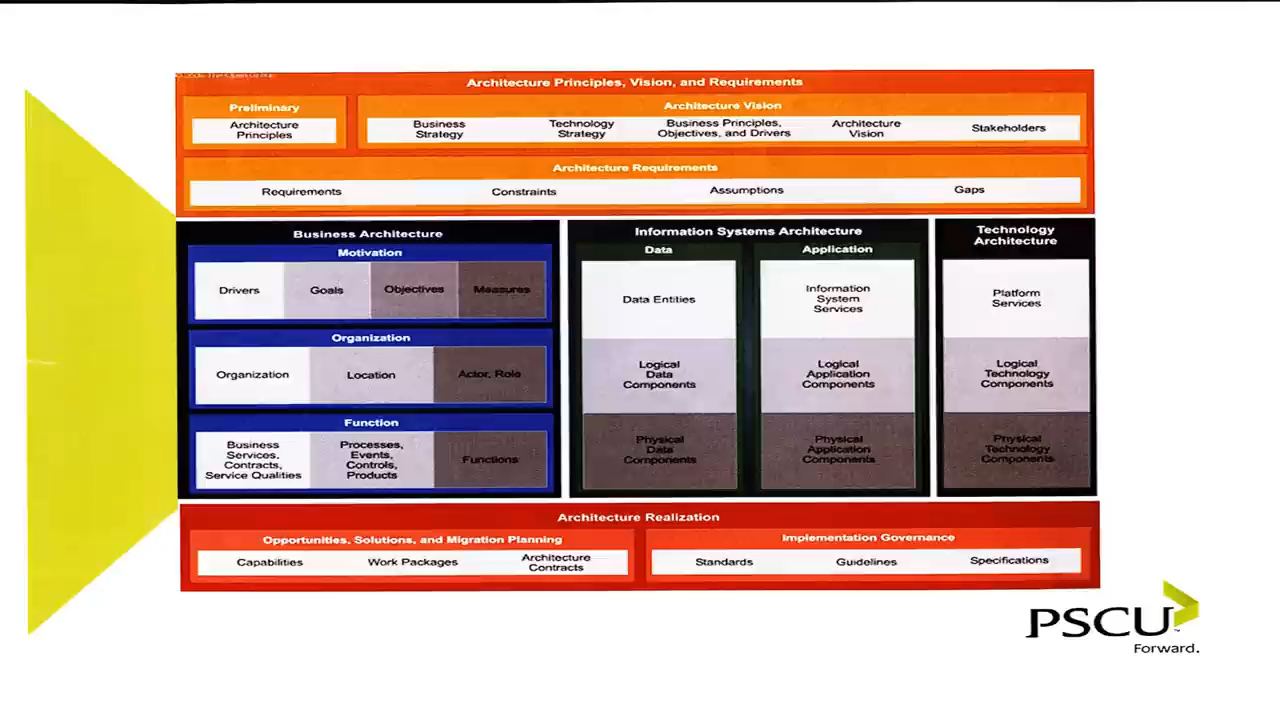 Architecture Principles, Vision, and Requirements
Preliminary
Architecture
Principles
Architecture Vision
Business
Strategy
Technology
Strategy
Business Principles,
Objectives, and Drivers
Architecture
Vision
Stakeholders
Architecture Requirements
Requirements
Constraints
Assumptions
Gaps
Business Architecture
Motivation
Drivers
Goals
Objectives
Measures
Organization
Organization
Location
Actor, Role
Function
Business
Services,
Contracts,
Service Qualities
Processes,
Events,
Controls,
Products
Functions
Information Systems Architecture
Data
Data Entities
Logical
Data
Components
Physical
Data
Components
Application
Information
System
Services
Logical
Application
Components
Physical
Application
Components
Technology
Architecture
Platform
Services
Logical
Technology
Components
Physical
Technology
Components
Architecture Realization
Opportunities, Solutions, and Migration Planning
Capabilities
Work Packages
Architecture
Contracts
Implementation Governance
Standards
Guidelines
Specifications
PSCU
Forward.